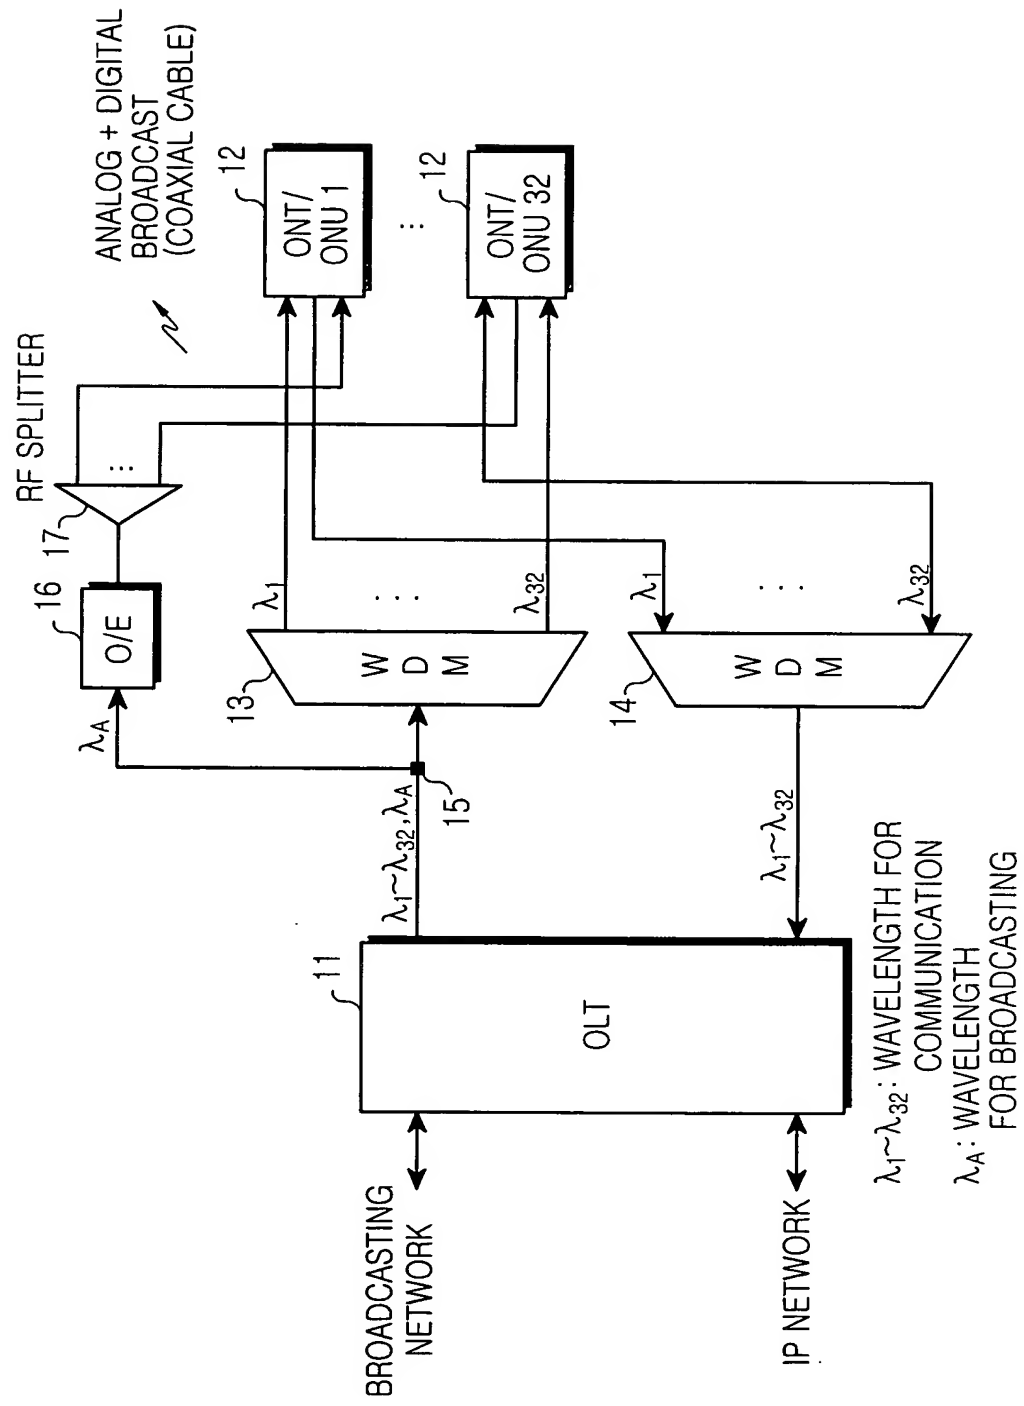 ANALOG + DIGITAL
BROADCAST
(COAXIAL CABLE)
RF SPLITTER
17
16
O/E
λA
12
ONT/
ONU 1
⋮
12
ONT/
ONU 32
...
λ1
...
λ32
13
WDM
15
λ1~λ32, λA
λ1
...
λ32
14
WDM
λ1~λ32
11
OLT
BROADCASTING
NETWORK
IP NETWORK
λ1~λ32: WAVELENGTH FOR
COMMUNICATION
λA: WAVELENGTH
FOR BROADCASTING